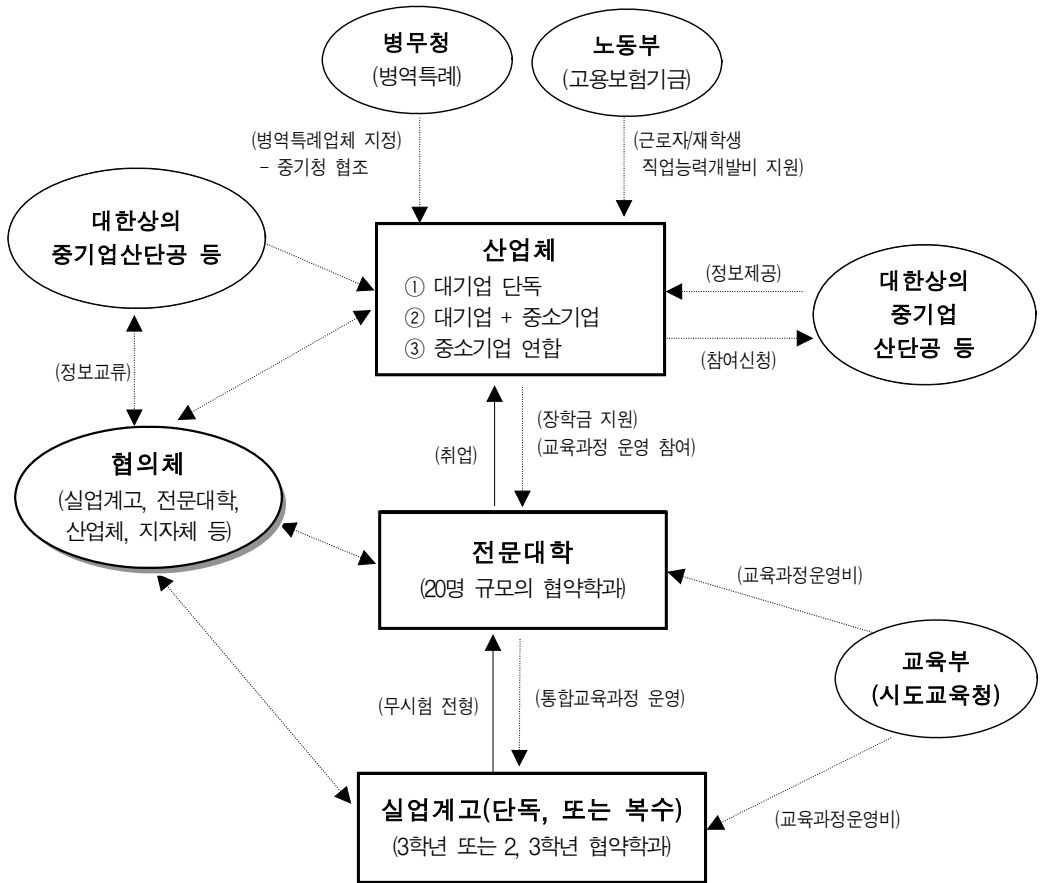 병무청
(병역특례)
노동부
(고용보험기금)
(병역특례업체 지정)
- 중기청 협조
(근로자/재학생
직업능력개발비 지원)
대한상의
중기업산단공 등
산업체
① 대기업 단독
② 대기업 + 중소기업
③ 중소기업 연합
(정보제공)
(참여신청)
대한상의
중기업
산단공 등
(정보교류)
(취업)
(장학금 지원)
(교육과정 운영 참여)
협의체
(실업계고, 전문대학,
산업체, 지자체 등)
전문대학
(20명 규모의 협약학과)
(교육과정운영비)
교육부
(시도교육청)
(무시험 전형)
(통합교육과정 운영)
실업계고(단독, 또는 복수)
(3학년 또는 2, 3학년 협약학과)
(교육과정운영비)